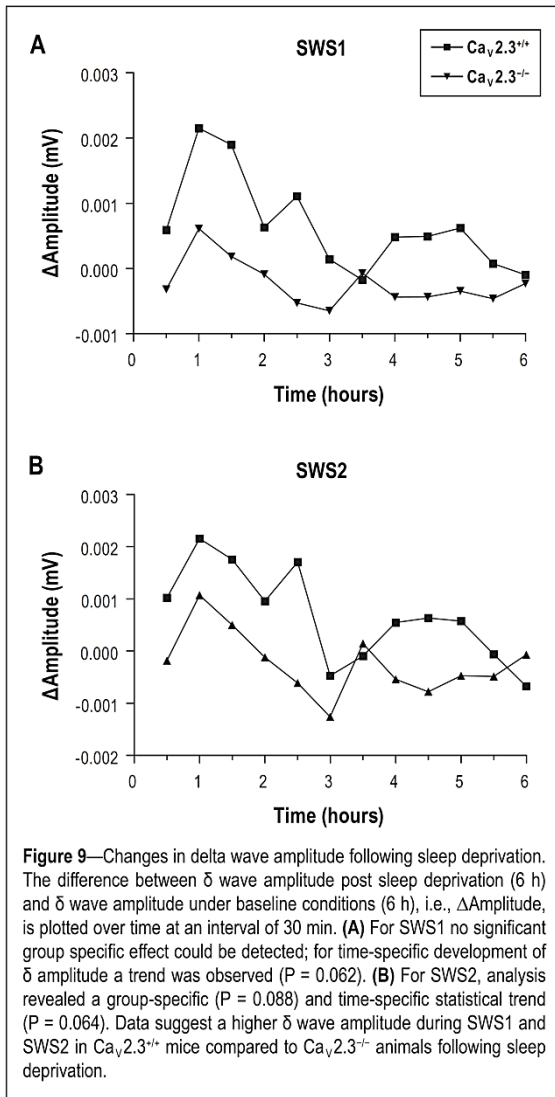 A
SWS1
Caᵥ2.3⁺/⁺
Caᵥ2.3⁻/⁻
0.003
0.002
0.001
0.000
-0.001
ΔAmplitude (mV)
0 1 2 3 4 5 6
Time (hours)
B
SWS2
0.003
0.002
0.001
0.000
-0.001
-0.002
ΔAmplitude (mV)
0 1 2 3 4 5 6
Time (hours)
Figure 9—Changes in delta wave amplitude following sleep deprivation.
The difference between δ wave amplitude post sleep deprivation (6 h)
and δ wave amplitude under baseline conditions (6 h), i.e., ΔAmplitude,
is plotted over time at an interval of 30 min. (A) For SWS1 no significant
group specific effect could be detected; for time-specific development of
δ amplitude a trend was observed (P = 0.062). (B) For SWS2, analysis
revealed a group-specific (P = 0.088) and time-specific statistical trend
(P = 0.064). Data suggest a higher δ wave amplitude during SWS1 and
SWS2 in Caᵥ2.3⁺/⁺ mice compared to Caᵥ2.3⁻/⁻ animals following sleep
deprivation.